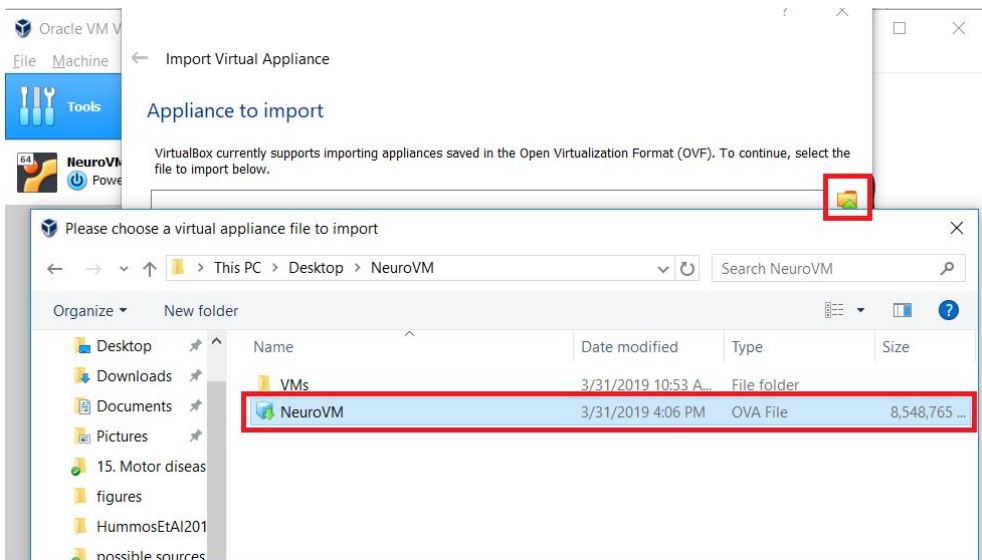 Oracle VM V
File Machine
Import Virtual Appliance
Tools
Appliance to import
64
NeuroVM
Powe
VirtualBox currently supports importing appliances saved in the Open Virtualization Format (OVF). To continue, select the
file to import below.
Please choose a virtual appliance file to import
This PC > Desktop > NeuroVM
Search NeuroVM
Organize
New folder
Name
Date modified
Type
Size
Desktop
Downloads
Documents
Pictures
15. Motor diseas
figures
HummosEtAl201
possible sources
VMs
3/31/2019 10:53 A...
File folder
NeuroVM
3/31/2019 4:06 PM
OVA File
8,548,765 ...